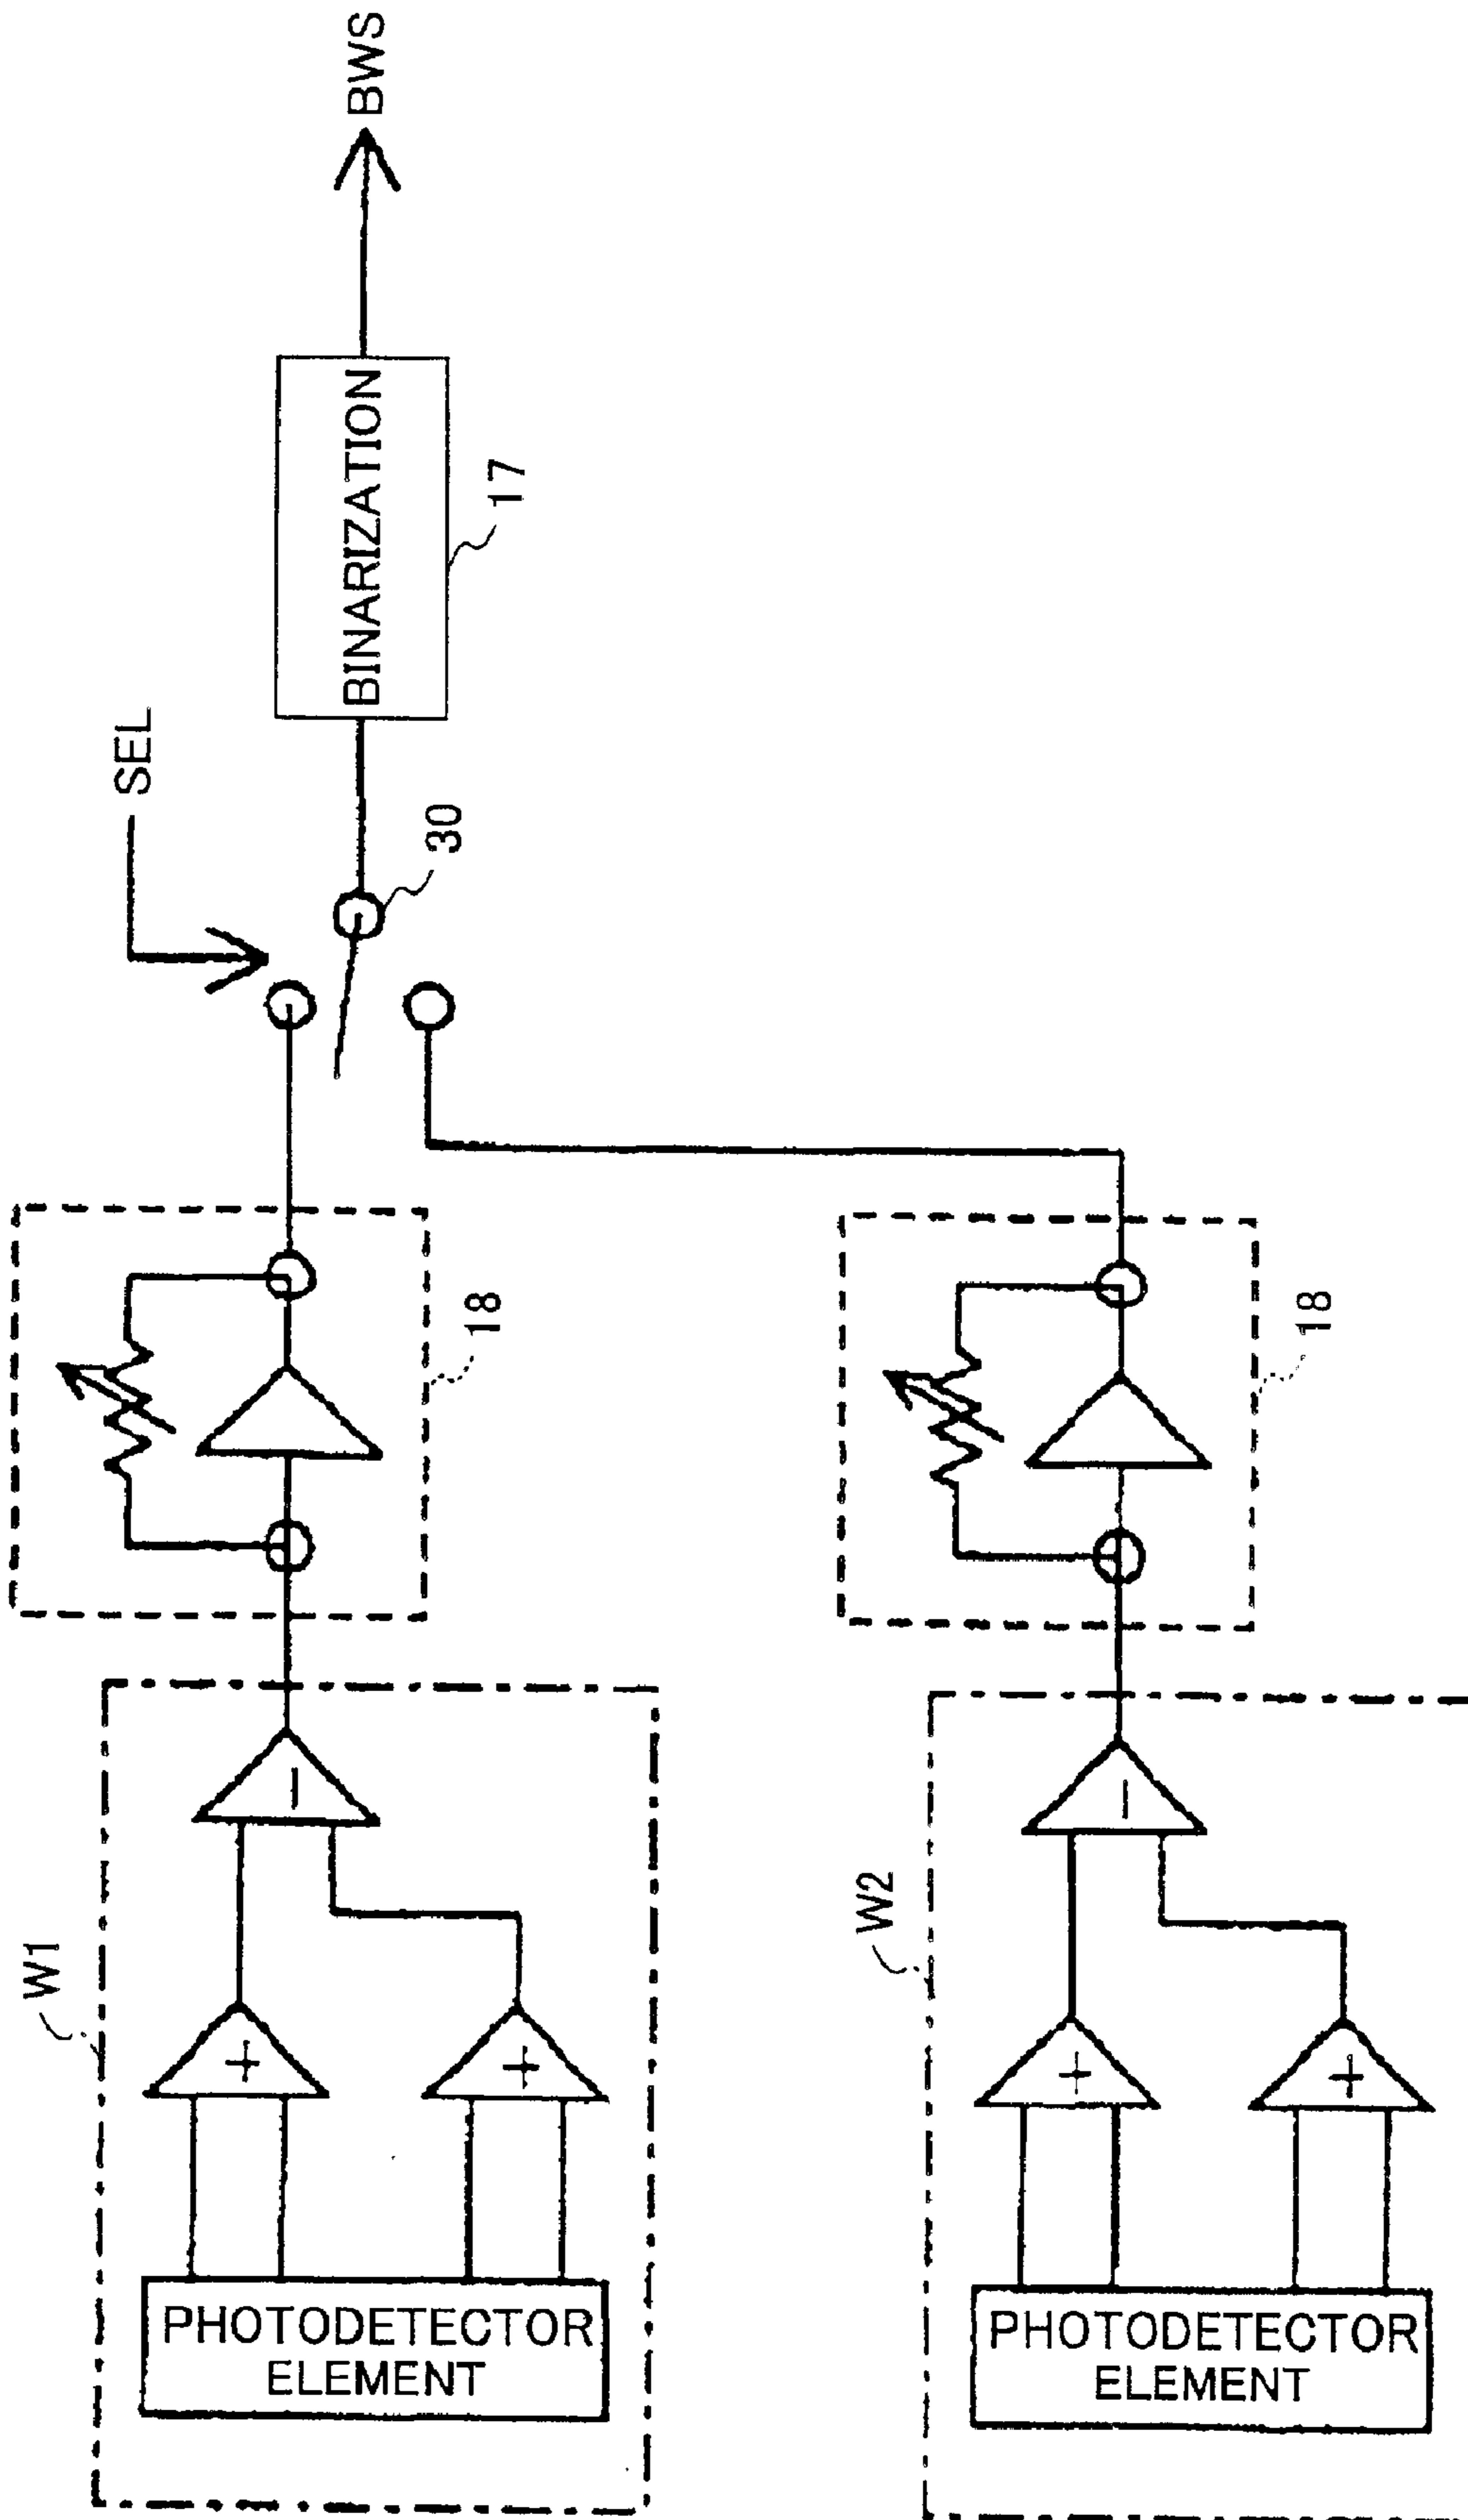 BWS
BINARIZATION
17
SEL
30
18
18
W1
W2
PHOTODETECTOR
ELEMENT
PHOTODETECTOR
ELEMENT
+
+
−
+
+
−